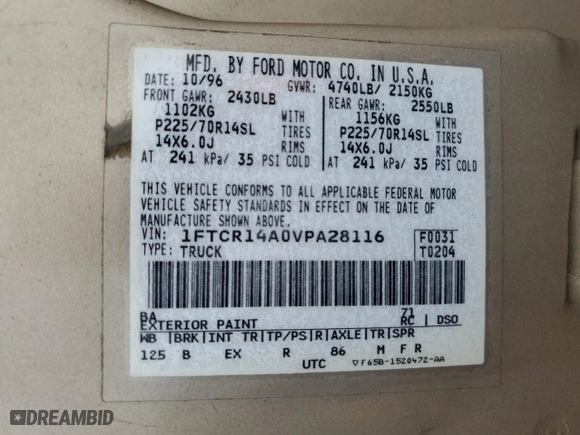 MFD. BY FORD MOTOR CO. IN U.S.A.
DATE: 10/96 GVWR: 4740LB/ 2150KG
FRONT GAWR: 2430LB REAR GAWR: 2550LB
1102KG WITH 1156KG WITH
P225/70R14SL TIRES P225/70R14SL TIRES
14X6.0J RIMS 14X6.0J RIMS
AT 241 kPa/ 35 PSI COLD AT 241 kPa/ 35 PSI COLD
THIS VEHICLE CONFORMS TO ALL APPLICABLE FEDERAL MOTOR
VEHICLE SAFETY STANDARDS IN EFFECT ON THE DATE OF
MANUFACTURE SHOWN ABOVE.
VIN: 1FTCR14A0VPA28116 F0031
TYPE: TRUCK T0204
BA 71
EXTERIOR PAINT RC | DSO
WB |BRK|INT TR|TP/PS|R|AXLE|TR|SPR
125 B EX R 86 M F R
UTC ▽F65B-1520472-AA
DREAMBID